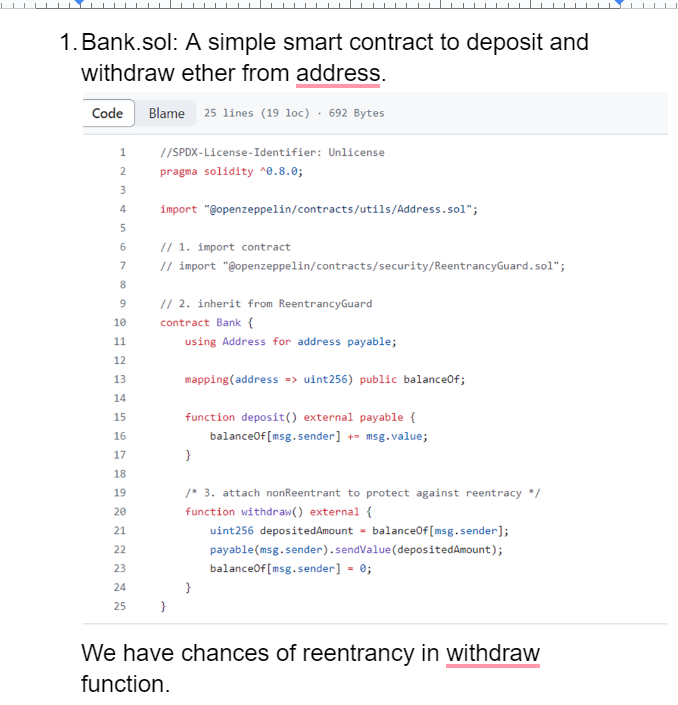 1. Bank.sol: A simple smart contract to deposit and
withdraw ether from address.
Code Blame 25 lines (19 loc) · 692 Bytes
1 //SPDX-License-Identifier: Unlicense
2 pragma solidity ^0.8.0;
3
4 import "@openzeppelin/contracts/utils/Address.sol";
5
6 // 1. import contract
7 // import "@openzeppelin/contracts/security/ReentrancyGuard.sol";
8
9 // 2. inherit from ReentrancyGuard
10 contract Bank {
11 using Address for address payable;
12
13 mapping(address => uint256) public balanceOf;
14
15 function deposit() external payable {
16 balanceOf[msg.sender] += msg.value;
17 }
18
19 /* 3. attach nonReentrant to protect against reentracy */
20 function withdraw() external {
21 uint256 depositedAmount = balanceOf[msg.sender];
22 payable(msg.sender).sendValue(depositedAmount);
23 balanceOf[msg.sender] = 0;
24 }
25 }
We have chances of reentrancy in withdraw
function.